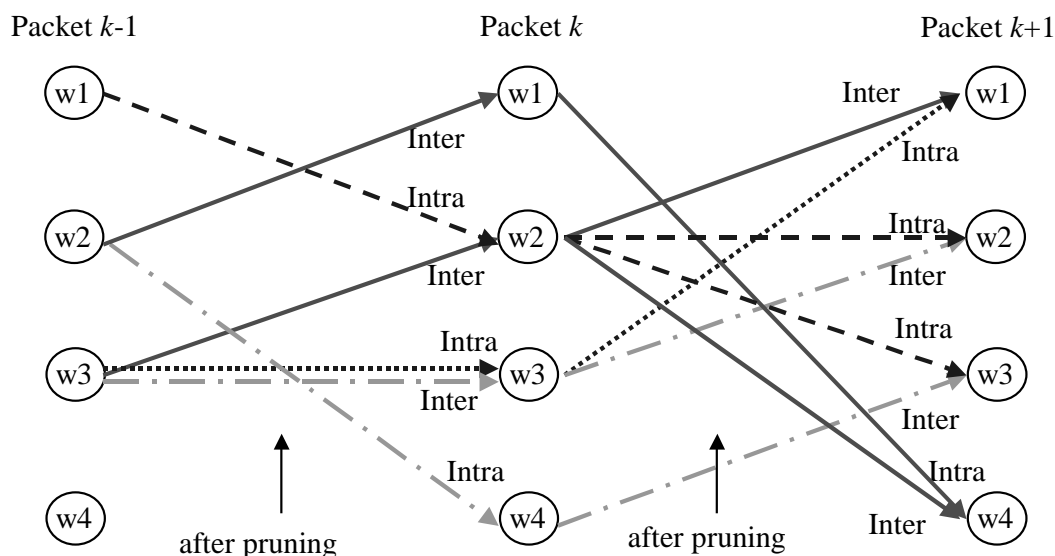 Packet k-1
Packet k
Packet k+1
w1
w1
Inter
w1
Inter
Intra
Intra
w2
w2
Intra
w2
Inter
Inter
w3
Intra
w3
Intra
w3
Inter
Inter
Intra
Intra
w4
w4
Inter
w4
after pruning
after pruning